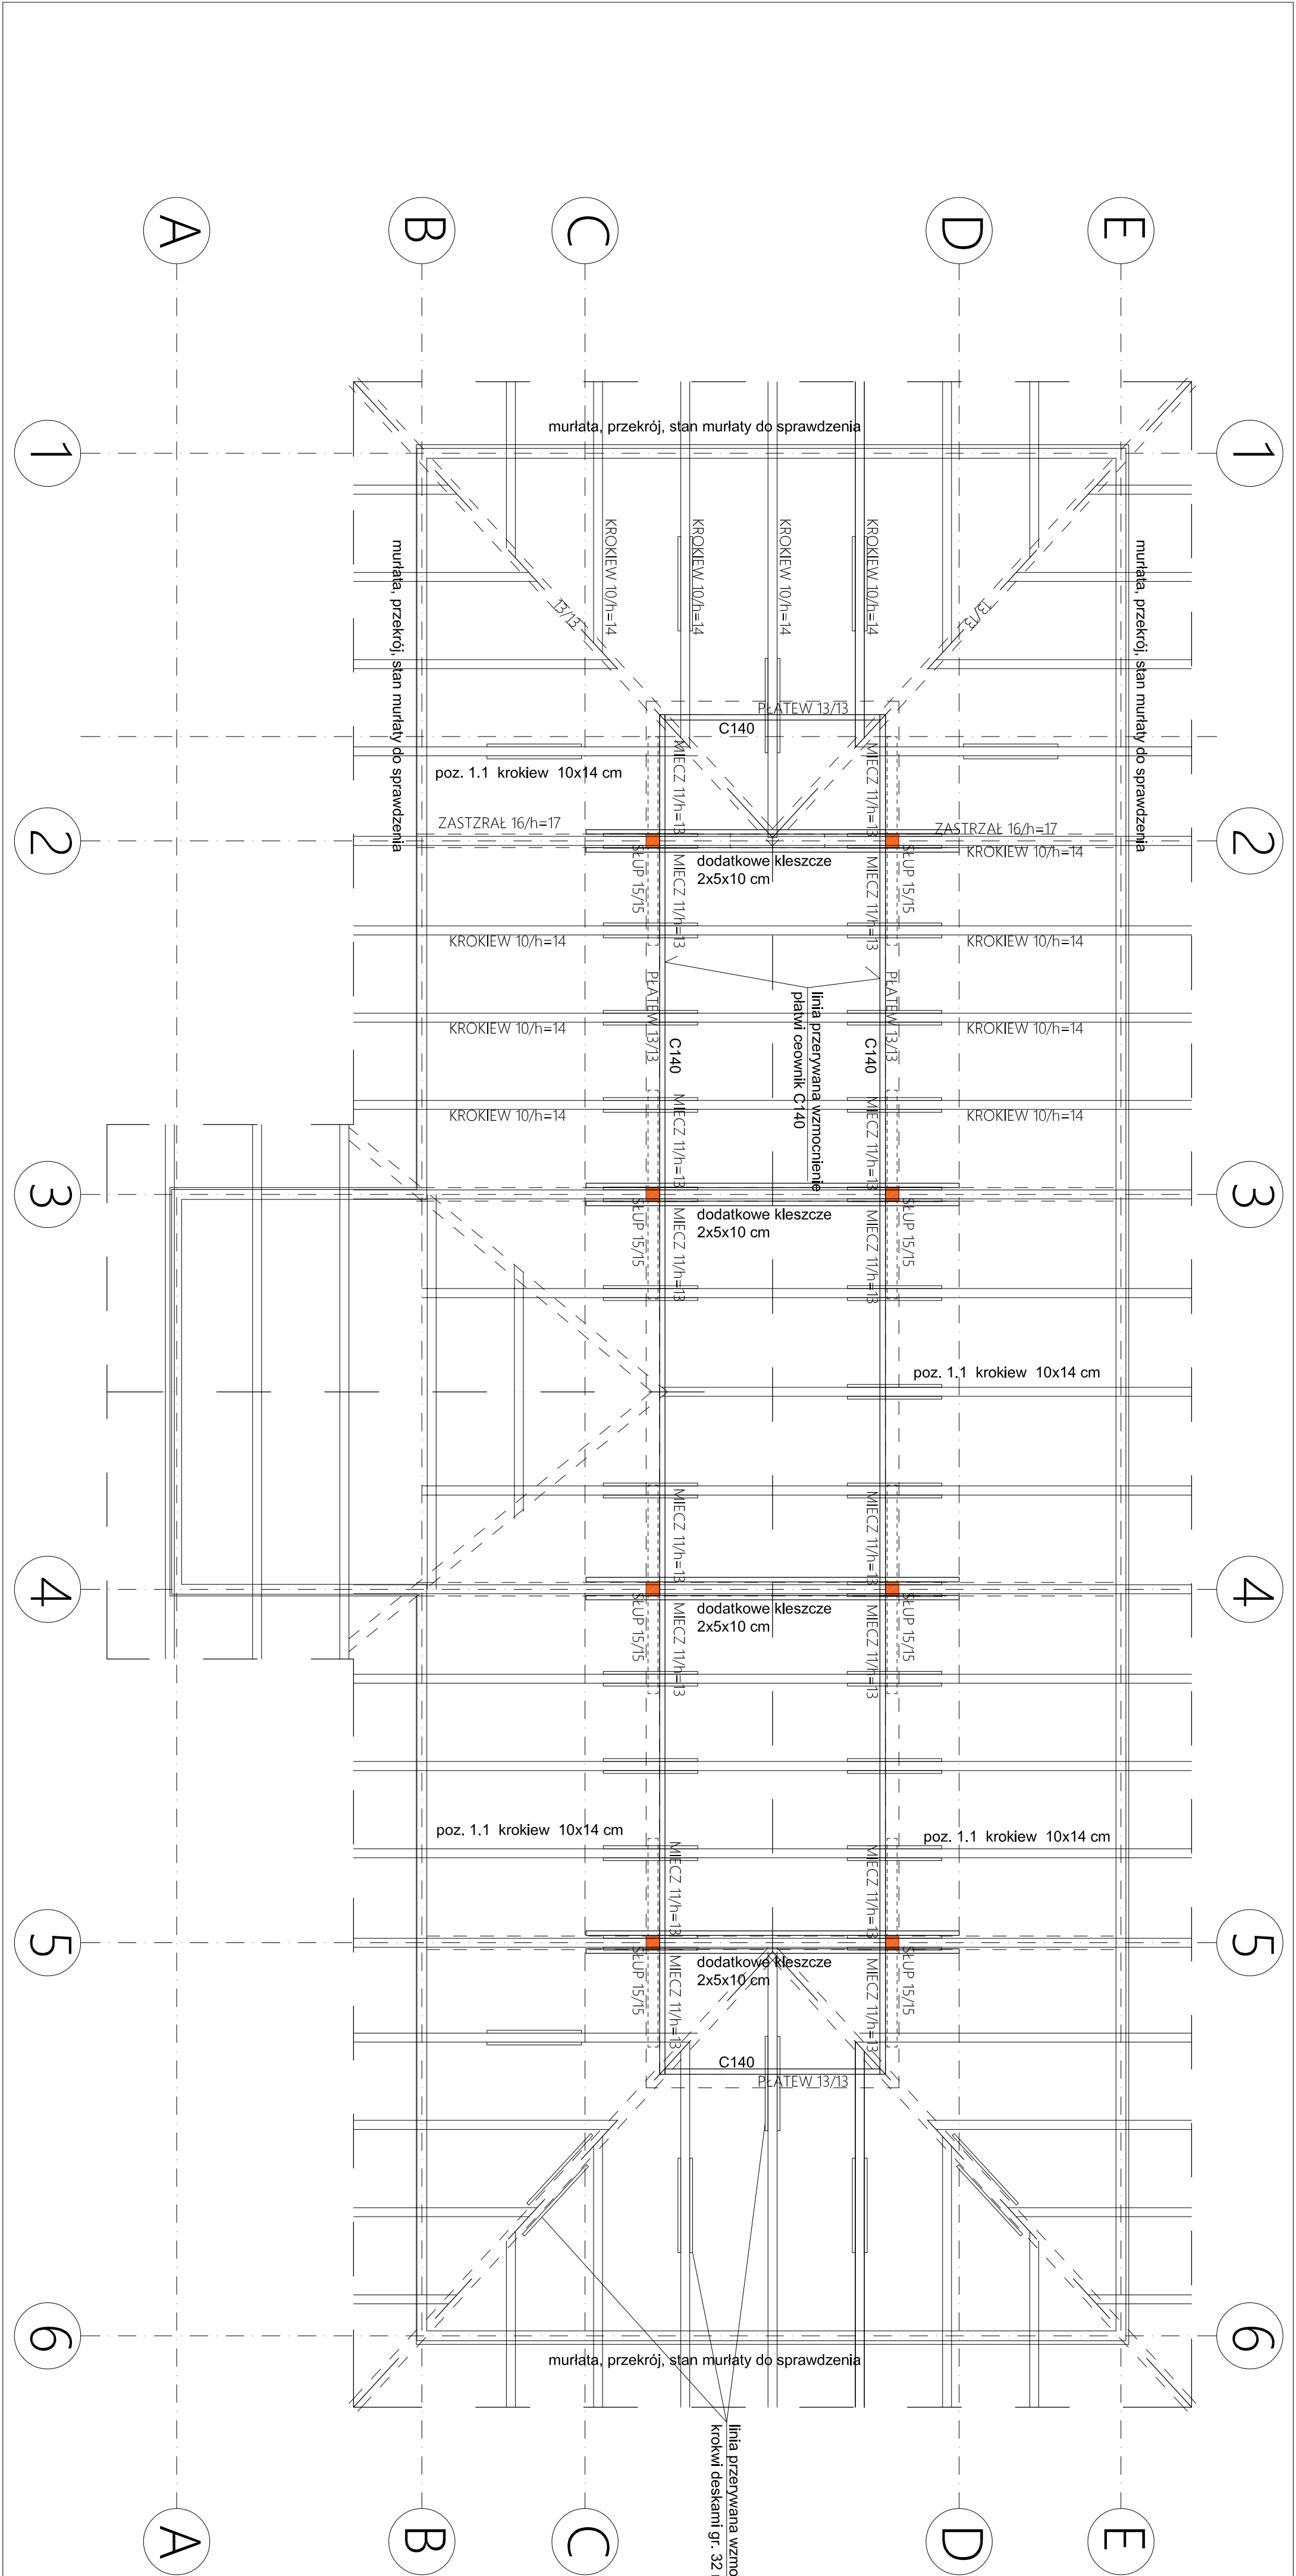 A
B
C
D
E
1
murłata, przekrój, stan murłaty do sprawdzenia
1
murłata, przekrój, stan murłaty do sprawdzenia
KROKIEW 10/h=14
KROKIEW 10/h=14
KROKIEW 10/h=14
KROKIEW 10/h=14
murłata, przekrój, stan murłaty do sprawdzenia
13/13
13/13
PŁATEW 13/13
C140
MIECZ 11/h=13
MIECZ 11/h=13
poz. 1.1 krokiew 10x14 cm
ZASTZRAŁ 16/h=17
ZASTRZAŁ 16/h=17
2
2
KROKIEW 10/h=14
SŁUP 15/15
MIECZ 11/h=13
dodatkowe kleszcze
2x5x10 cm
MIECZ 11/h=13
SŁUP 15/15
KROKIEW 10/h=14
KROKIEW 10/h=14
PŁATEW 13/13
PŁATEW 13/13
linia przerywana wzmocnienie
płatwi ceownik C140
KROKIEW 10/h=14
KROKIEW 10/h=14
C140
C140
MIECZ 11/h=13
MIECZ 11/h=13
KROKIEW 10/h=14
KROKIEW 10/h=14
3
3
SŁUP 15/15
MIECZ 11/h=13
dodatkowe kleszcze
2x5x10 cm
MIECZ 11/h=13
SŁUP 15/15
poz. 1.1 krokiew 10x14 cm
MIECZ 11/h=13
MIECZ 11/h=13
4
4
SŁUP 15/15
MIECZ 11/h=13
dodatkowe kleszcze
2x5x10 cm
MIECZ 11/h=13
SŁUP 15/15
poz. 1.1 krokiew 10x14 cm
poz. 1.1 krokiew 10x14 cm
MIECZ 11/h=13
MIECZ 11/h=13
5
5
SŁUP 15/15
MIECZ 11/h=13
dodatkowe kleszcze
2x5x10 cm
MIECZ 11/h=13
SŁUP 15/15
C140
PŁATEW 13/13
6
6
murłata, przekrój, stan murłaty do sprawdzenia
linia przerywana
krokwi deskami gr. 32
A
B
C
D
E